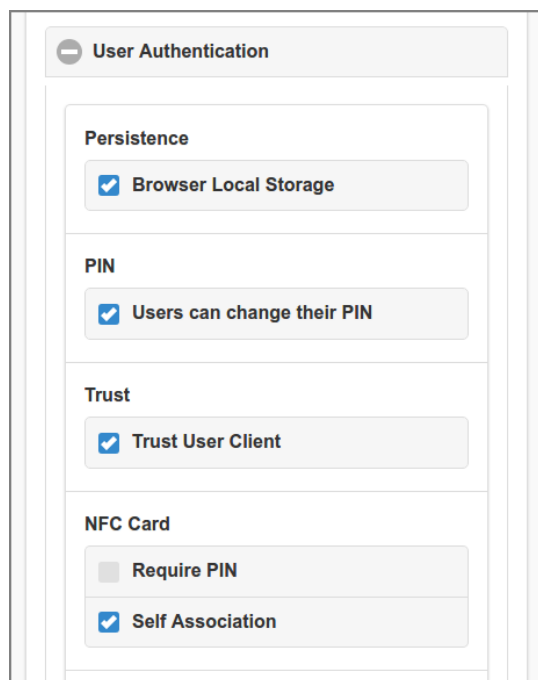 User Authentication
Persistence
Browser Local Storage
PIN
Users can change their PIN
Trust
Trust User Client
NFC Card
Require PIN
Self Association